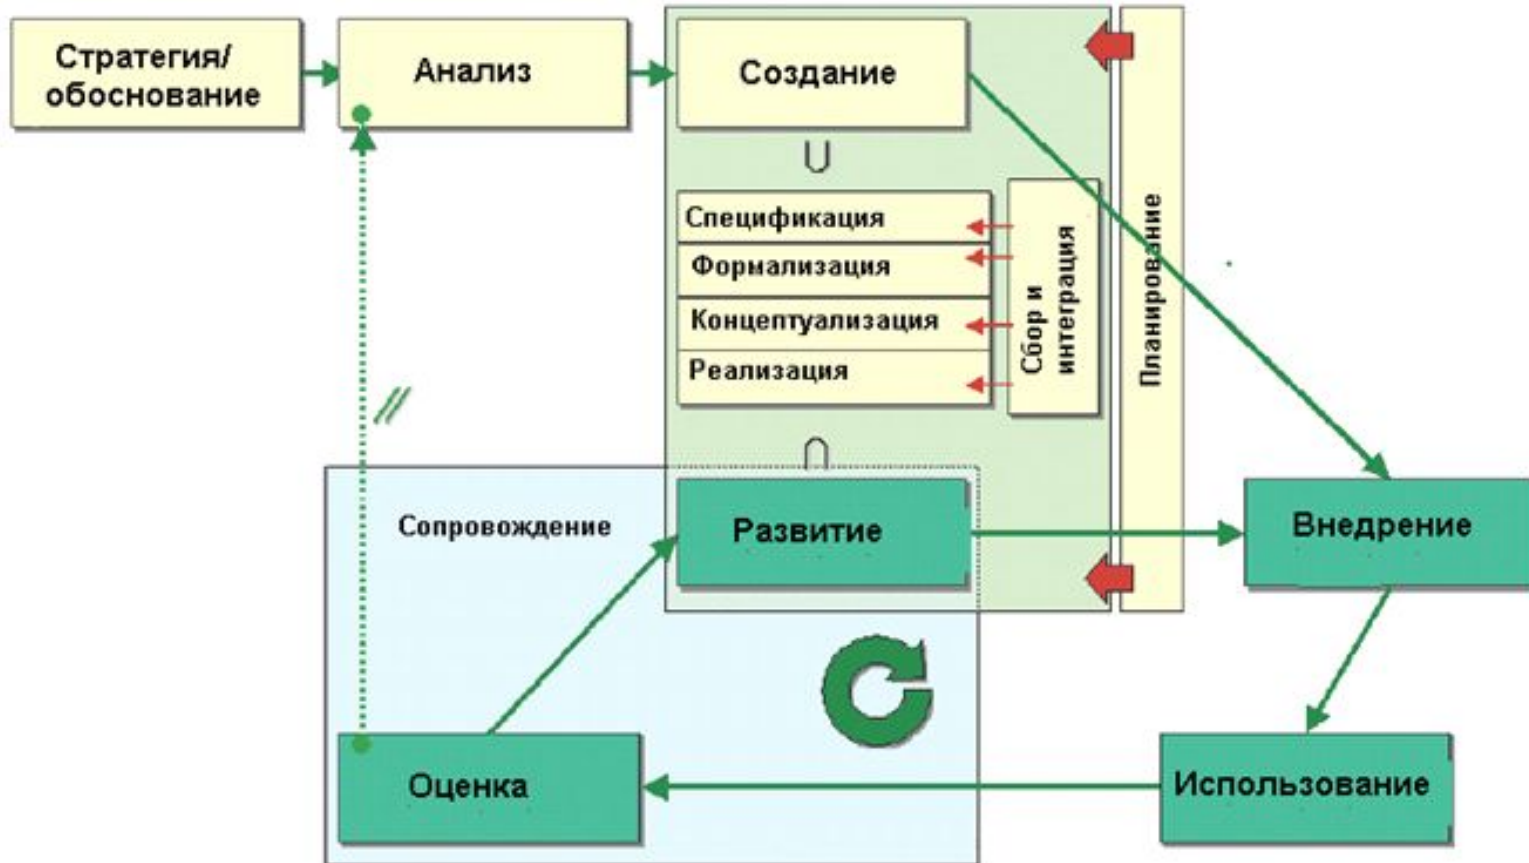 Стратегия/
обоснование
Анализ
Создание
Спецификация
Формализация
Концептуализация
Реализация
Сбор и
интеграция
Планирование
Сопровождение
Развитие
Внедрение
Оценка
Использование